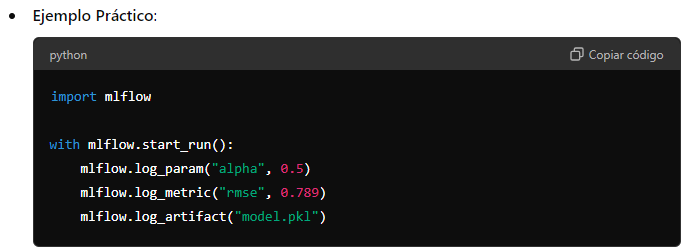 Ejemplo Práctico:
python
Copiar código
import mlflow
with mlflow.start_run():
    mlflow.log_param("alpha", 0.5)
    mlflow.log_metric("rmse", 0.789)
    mlflow.log_artifact("model.pkl")